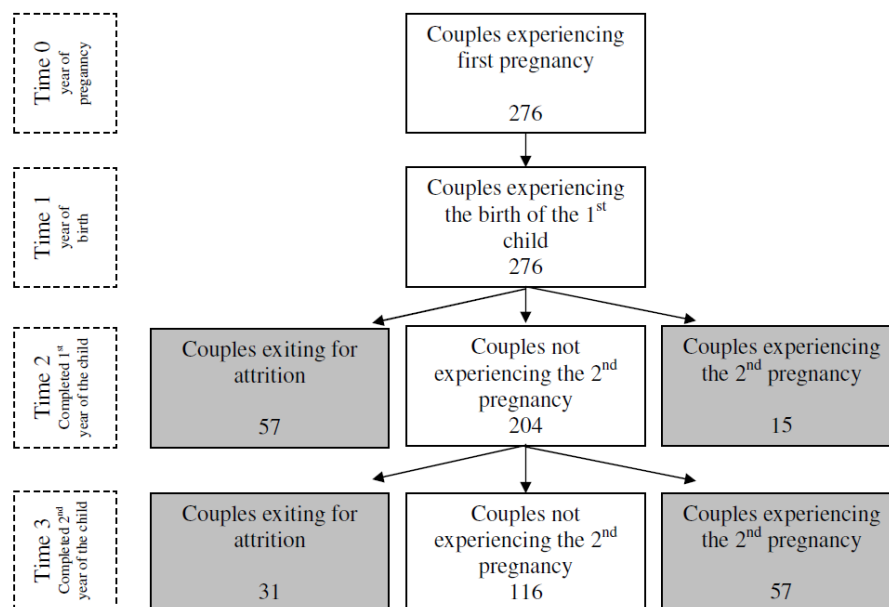 Time 0
year of
preganncy
Couples experiencing
first pregnancy
276
Time 1
year of
birth
Couples experiencing
the birth of the 1st
child
276
Time 2
Completed 1st
year of the child
Couples exiting for
attrition
57
Couples not
experiencing the 2nd
pregnancy
204
Couples experiencing
the 2nd pregnancy
15
Time 3
Completed 2nd
year of the child
Couples exiting for
attrition
31
Couples not
experiencing the 2nd
pregnancy
116
Couples experiencing
the 2nd pregnancy
57